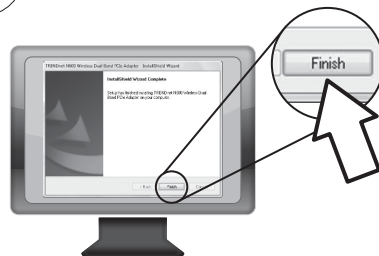 TRENDnet N600 Wireless Dual Band PCIe Adapter - InstallShield Wizard
InstallShield Wizard Complete
Setup has finished installing TRENDnet N600 Wireless Dual
Band PCIe Adapter on your computer.
< Back
Finish
Cancel
Finish